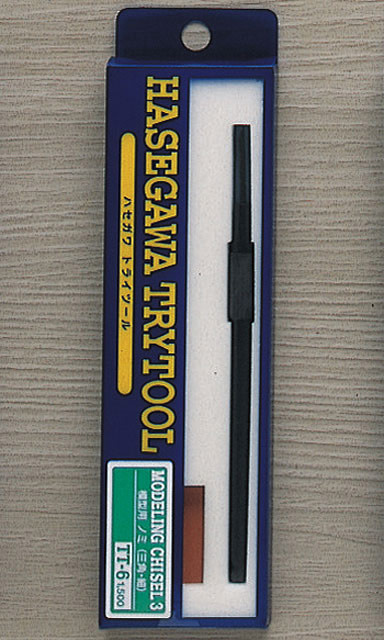 HASEGAWA TRYTOOL
ハセガワ トライツール
MODELING CHISEL 3
模型用 ノミ (三角・細)
TT-6 1,500